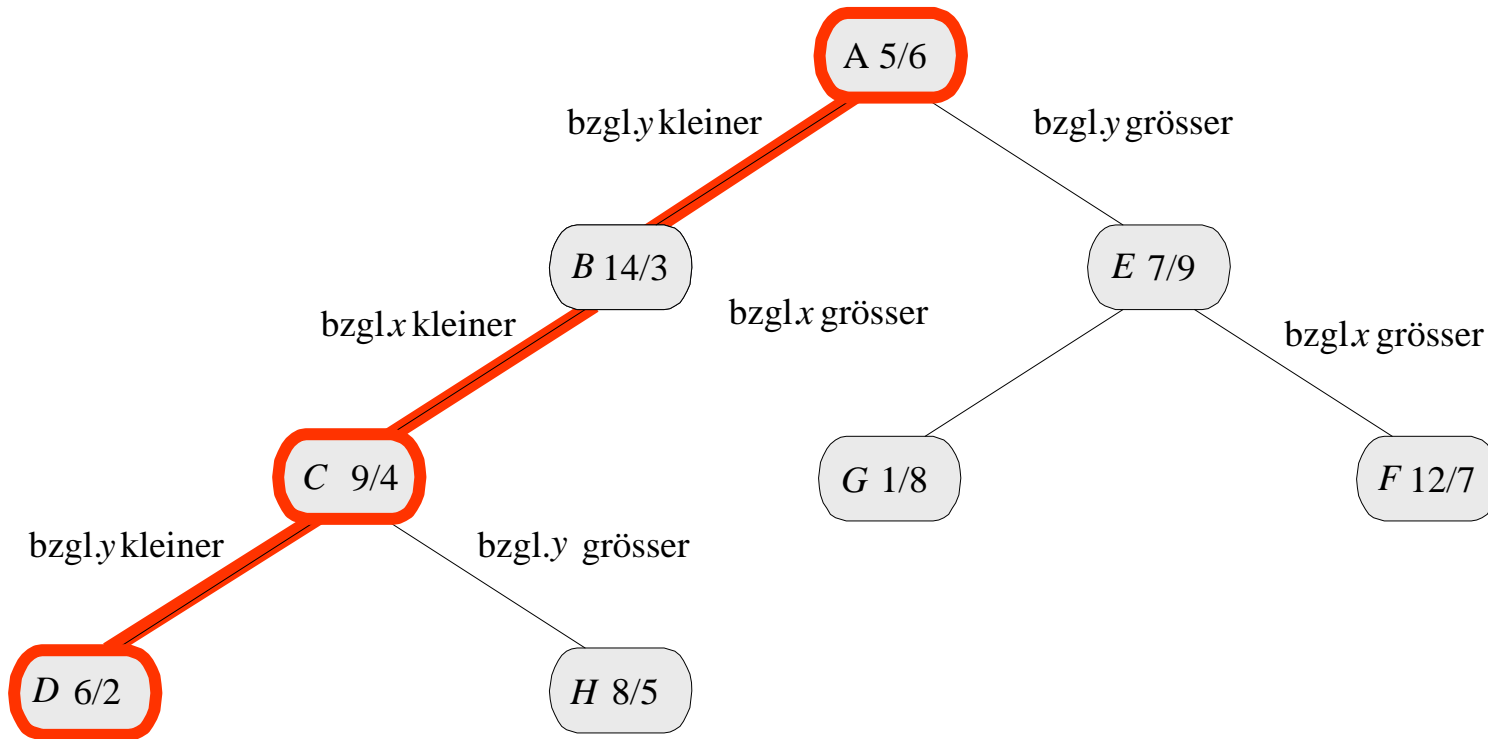 A 5/6
bzgl.y kleiner
bzgl.y grösser
B 14/3
E 7/9
bzgl.x kleiner
bzgl.x grösser
bzgl.x grösser
C 9/4
G 1/8
F 12/7
bzgl.y kleiner
bzgl.y grösser
D 6/2
H 8/5